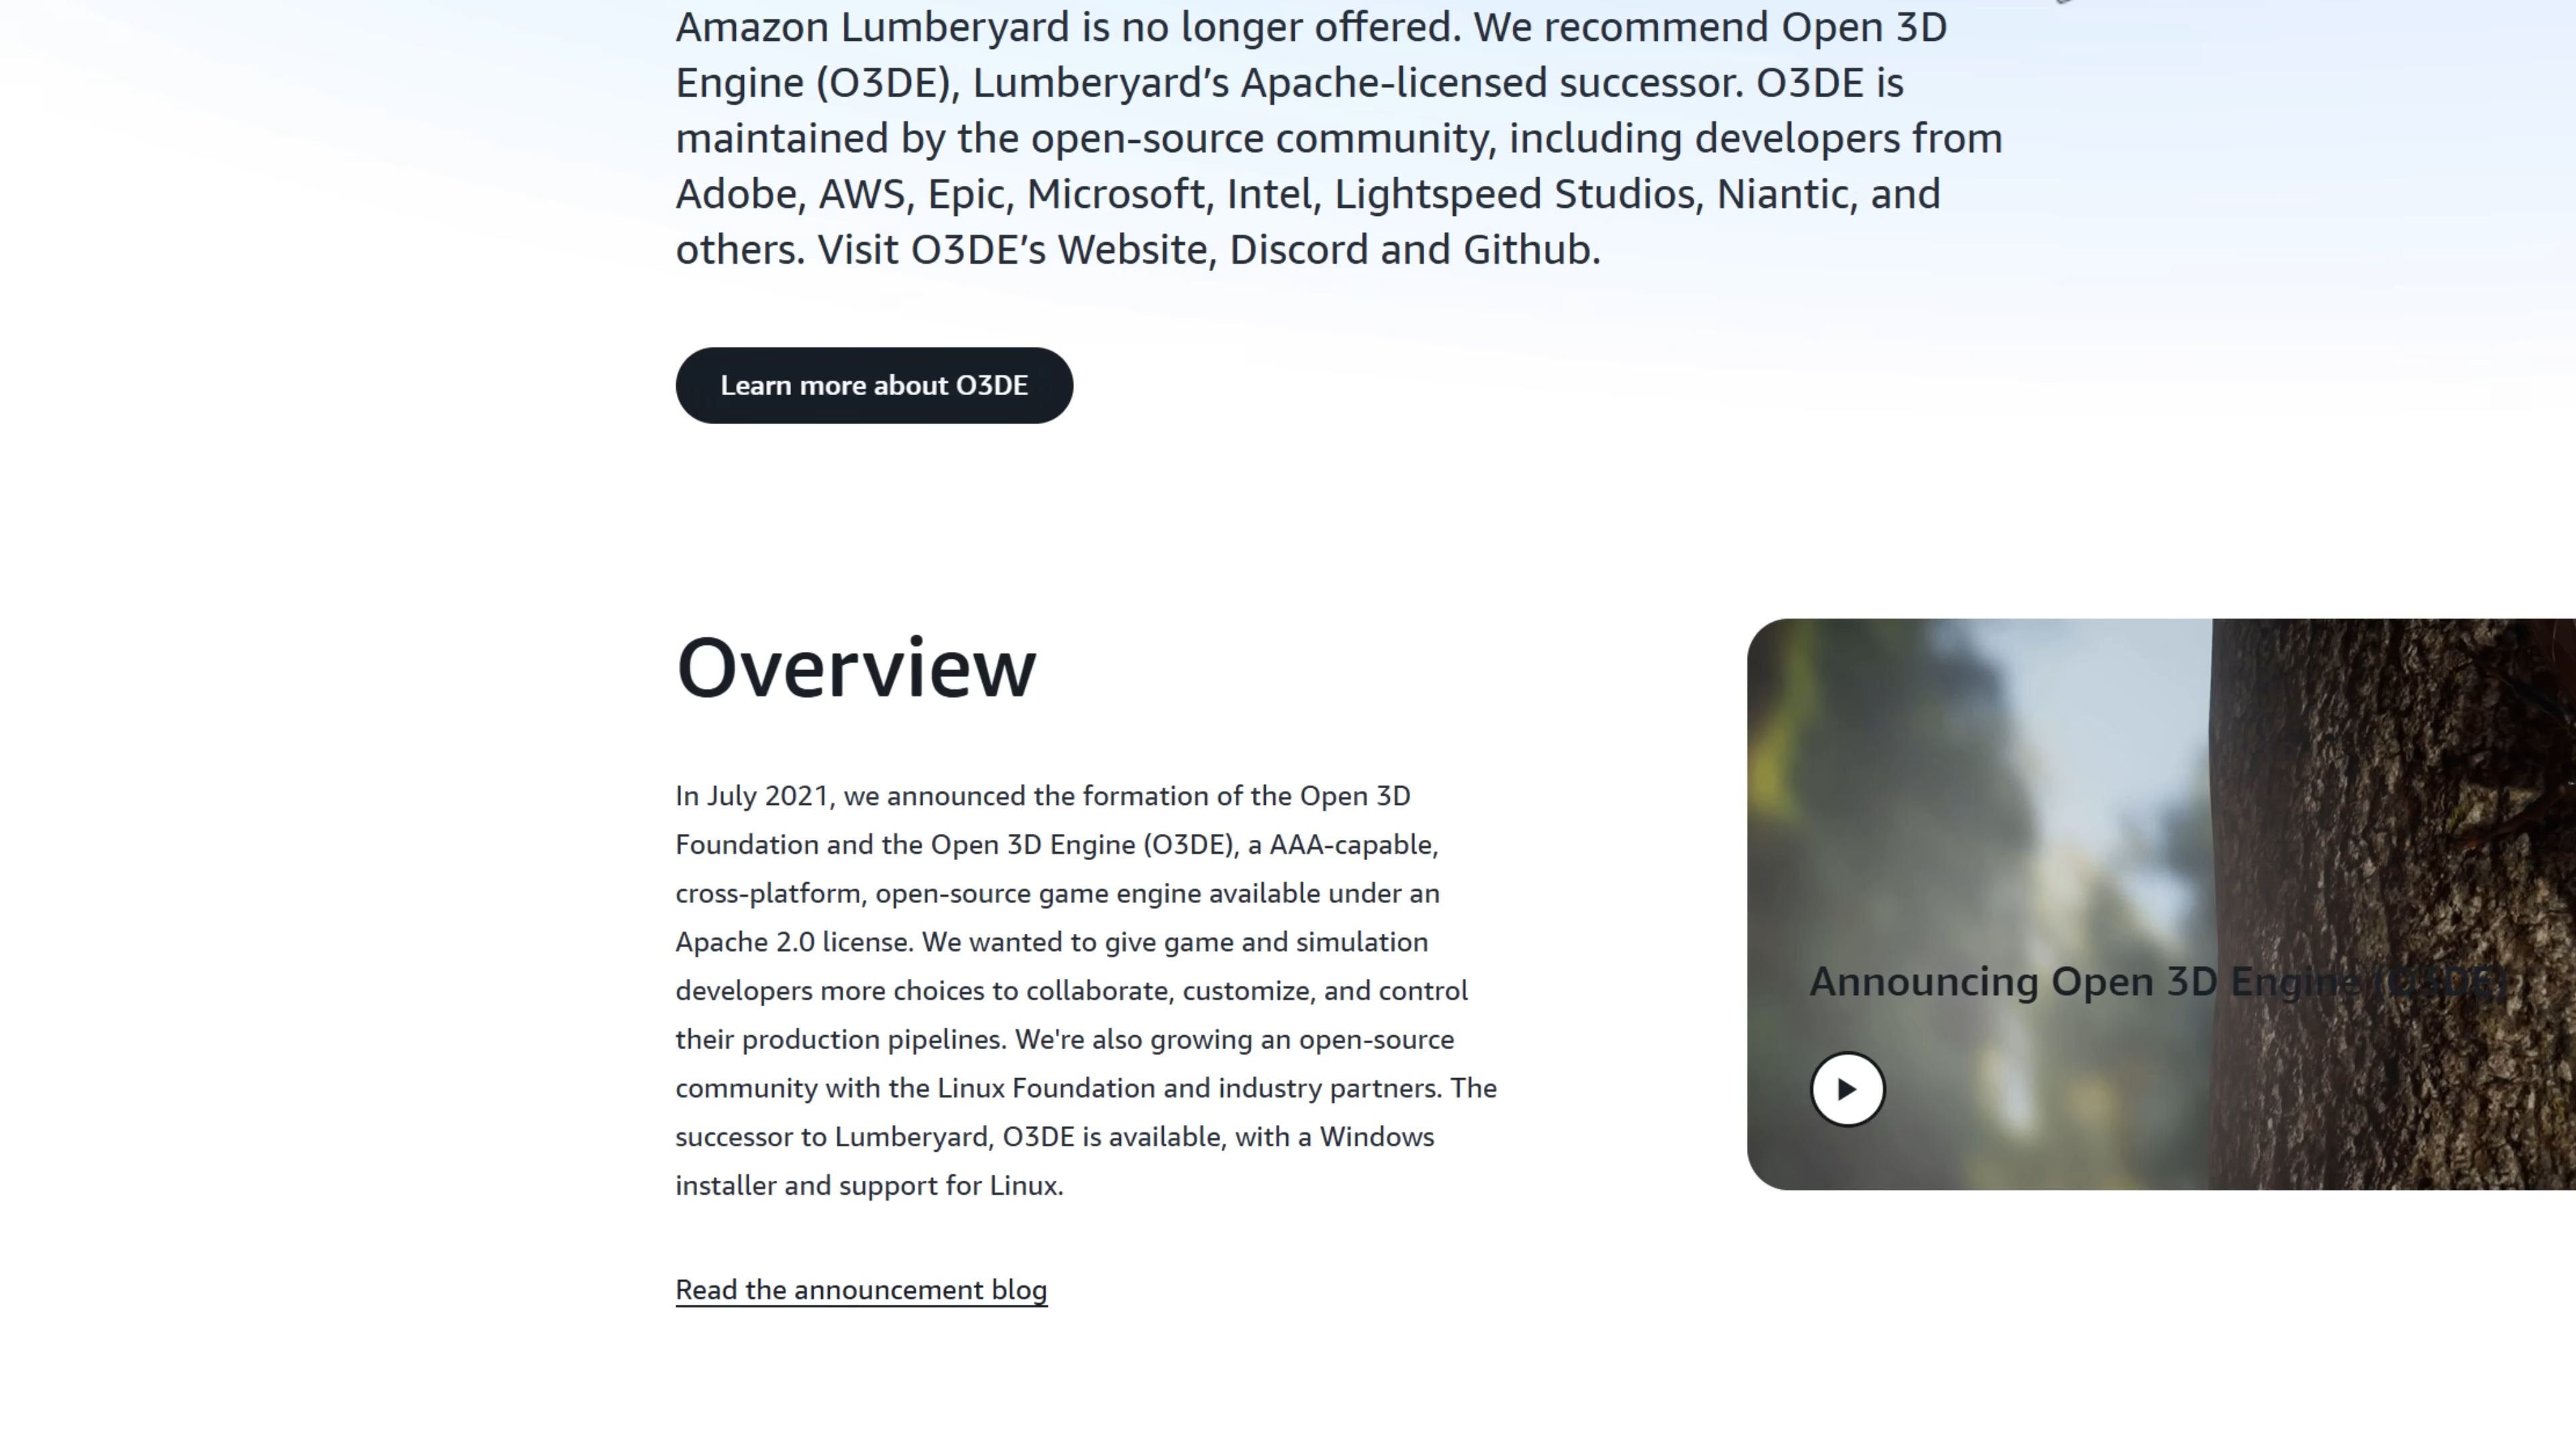 Amazon Lumberyard is no longer offered. We recommend Open 3D
Engine (O3DE), Lumberyard’s Apache-licensed successor. O3DE is
maintained by the open-source community, including developers from
Adobe, AWS, Epic, Microsoft, Intel, Lightspeed Studios, Niantic, and
others. Visit O3DE’s Website, Discord and Github.
Learn more about O3DE
Overview
In July 2021, we announced the formation of the Open 3D
Foundation and the Open 3D Engine (O3DE), a AAA-capable,
cross-platform, open-source game engine available under an
Apache 2.0 license. We wanted to give game and simulation
developers more choices to collaborate, customize, and control
their production pipelines. We're also growing an open-source
community with the Linux Foundation and industry partners. The
successor to Lumberyard, O3DE is available, with a Windows
installer and support for Linux.
Read the announcement blog
Announcing Open 3D Engine (O3DE)